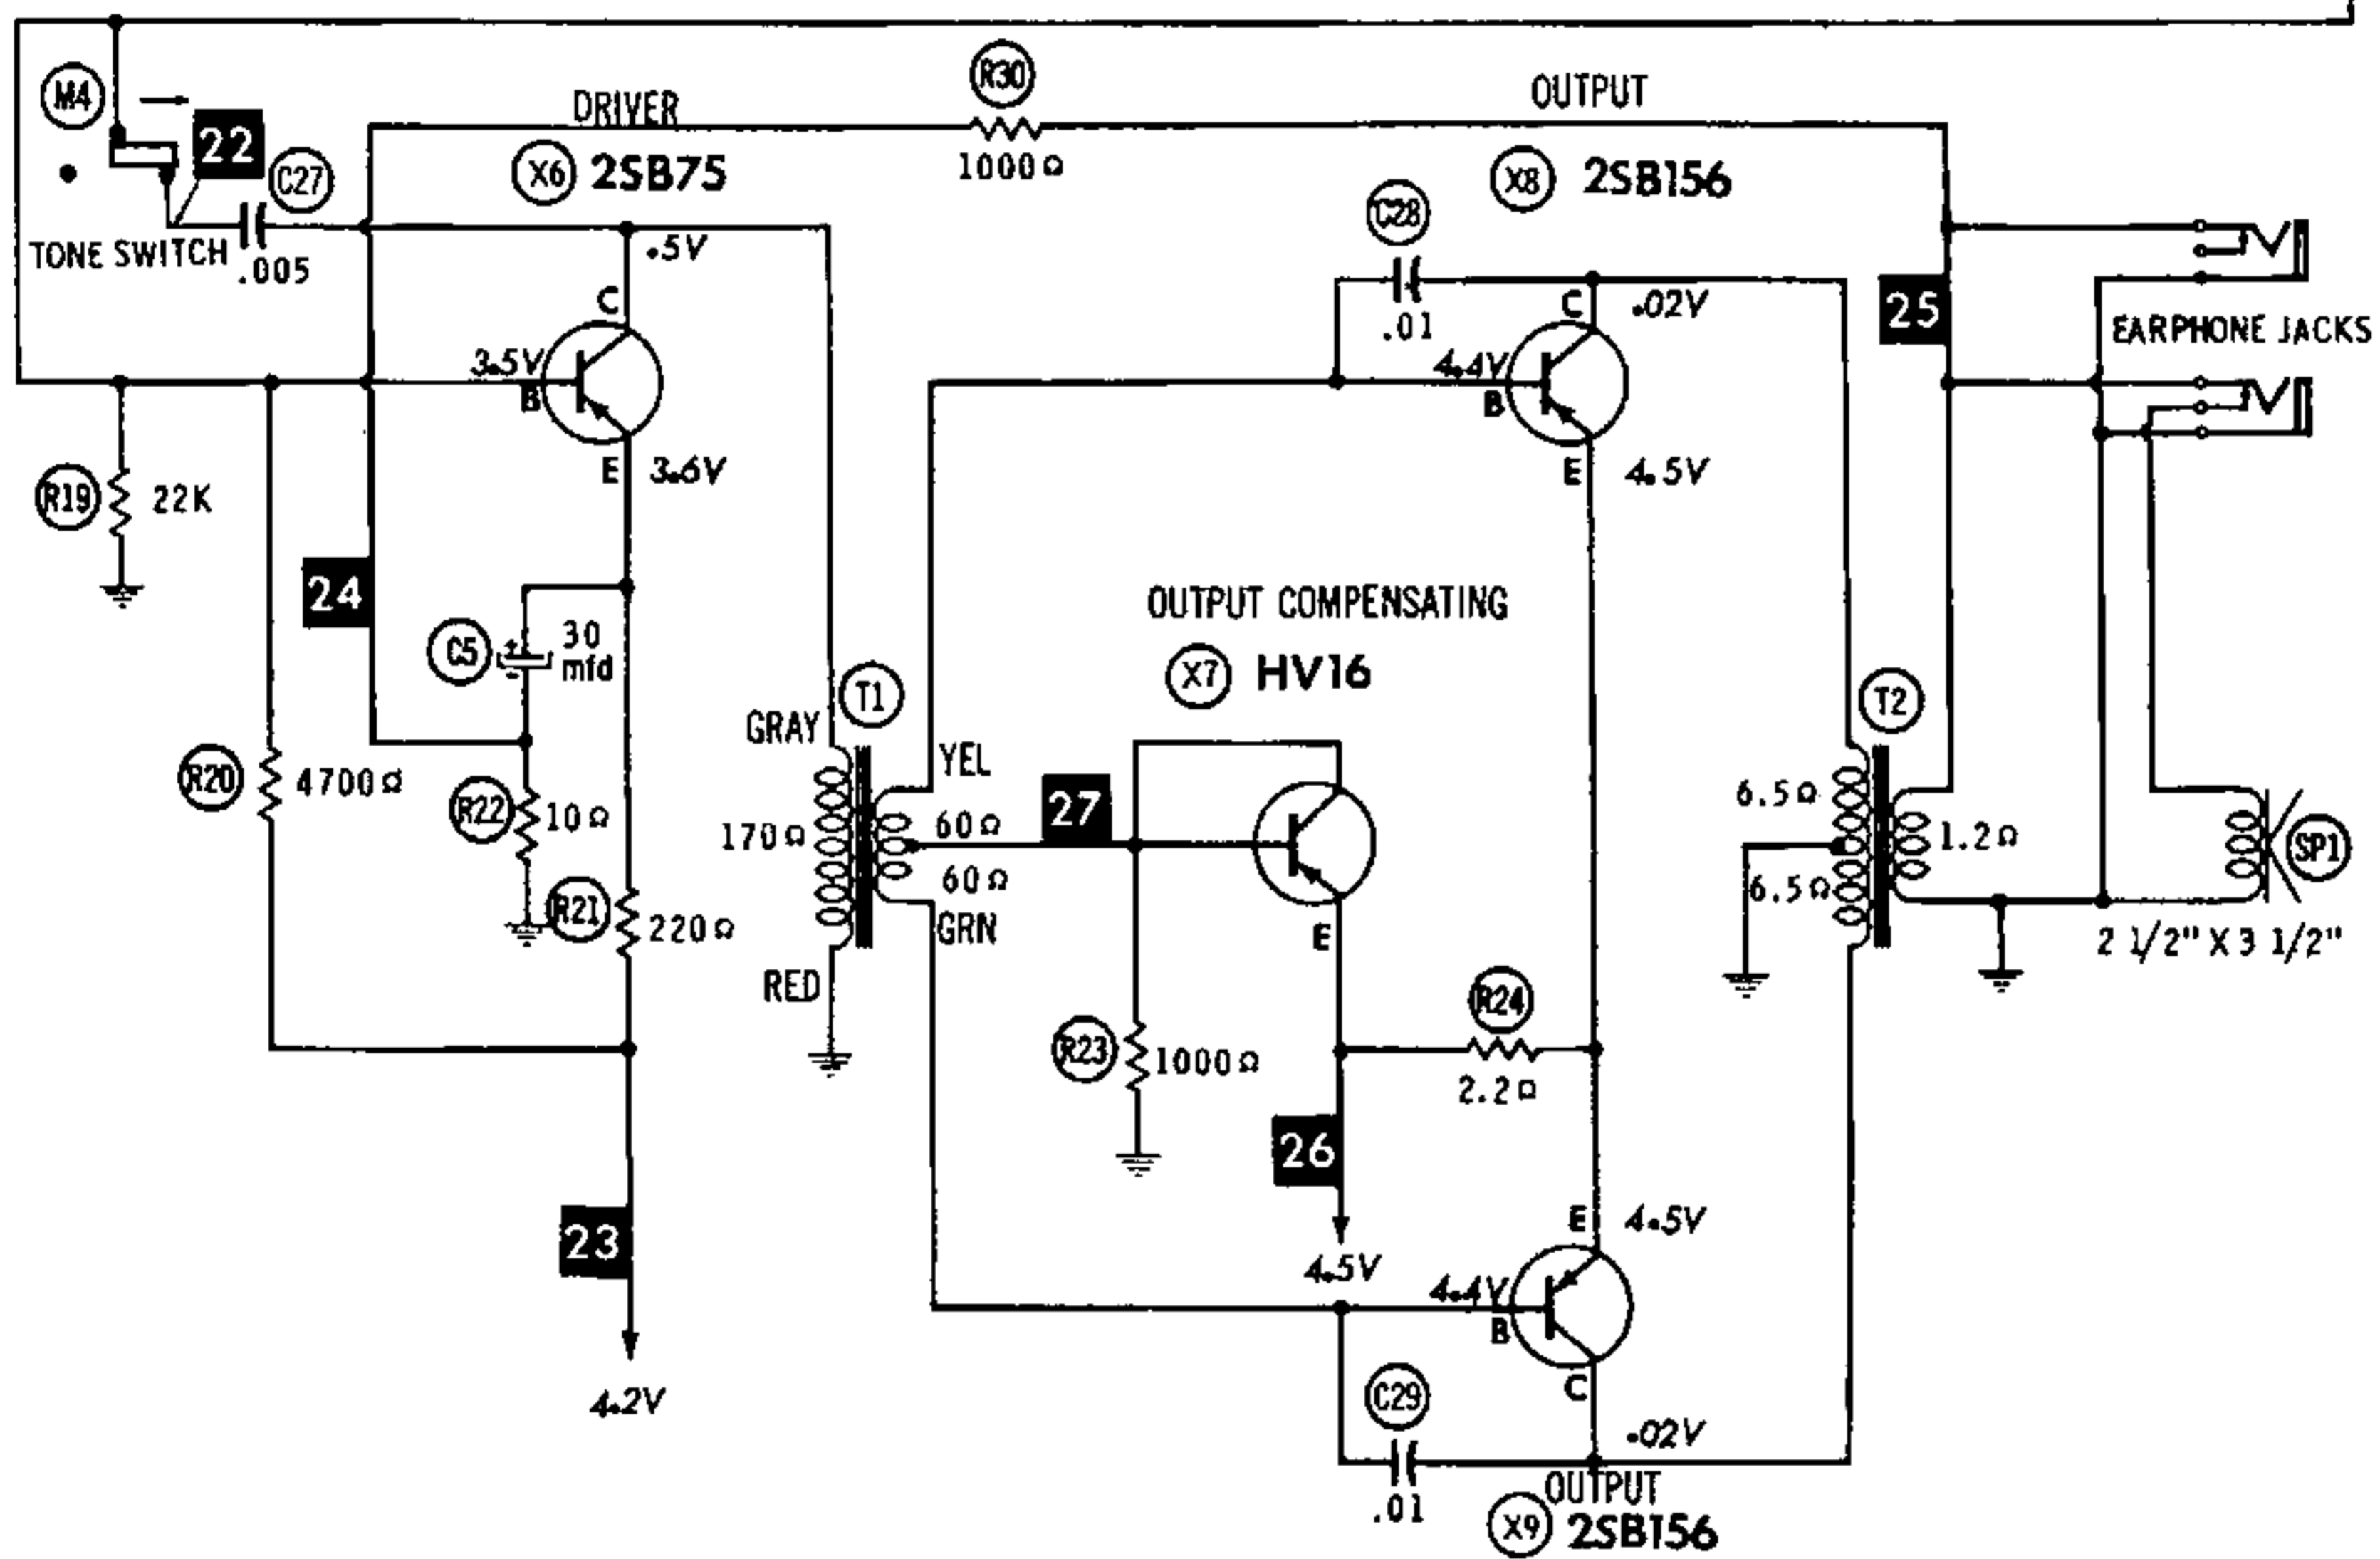 R30
M4
DRIVER
OUTPUT
22
C27
X6 2SB75
1000Ω
X8 2SB156
C28
TONE SWITCH
.005
.5V
C
.01
C
.02V
25
EARPHONE JACKS
3.5V
B
4.4V
B
E 3.6V
E 4.5V
R19 22K
24
OUTPUT COMPENSATING
C5
+
-
30
mfd
X7 HV16
T1
T2
GRAY
YEL
R20 4700Ω
R22 10Ω
170Ω
60Ω
27
60Ω
6.5Ω
1.2Ω
SP1
6.5Ω
R21 220Ω
GRN
E
2 1/2" X 3 1/2"
RED
R24
R23 1000Ω
2.2Ω
26
23
E 4.5V
4.5V
4.4V
B
4.2V
C29
C
.02V
.01
OUTPUT
X9 2SB156